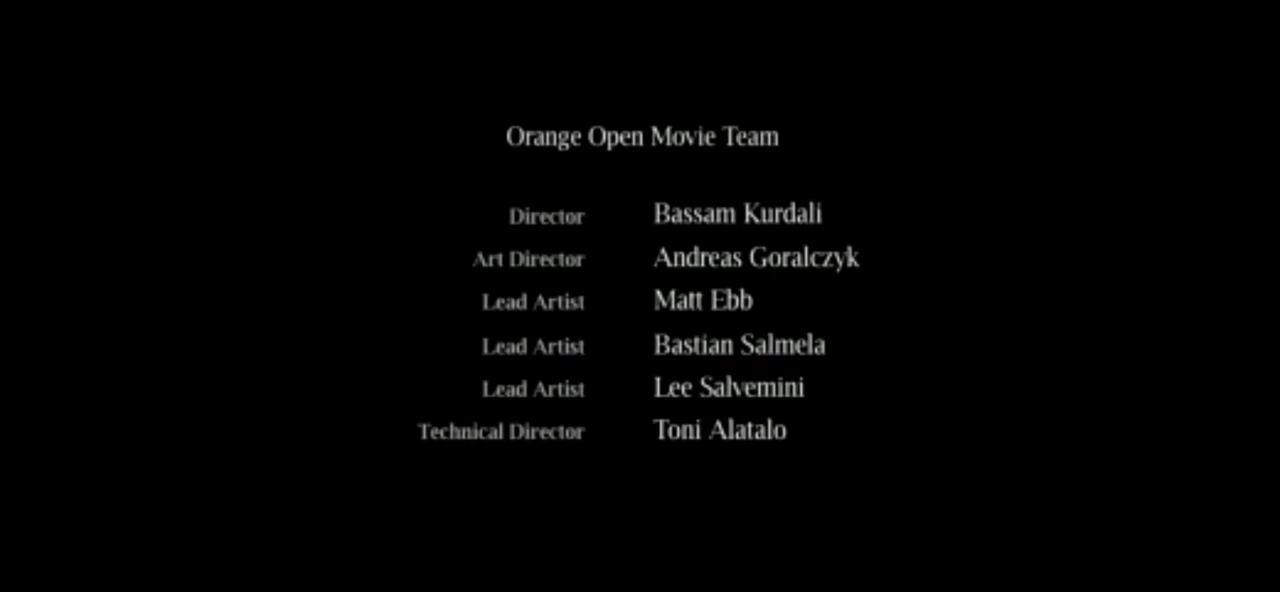 Orange Open Movie Team
Director Bassam Kurdali
Art Director Andreas Goralczyk
Lead Artist Matt Ebb
Lead Artist Bastian Salmela
Lead Artist Lee Salvemini
Technical Director Toni Alatalo